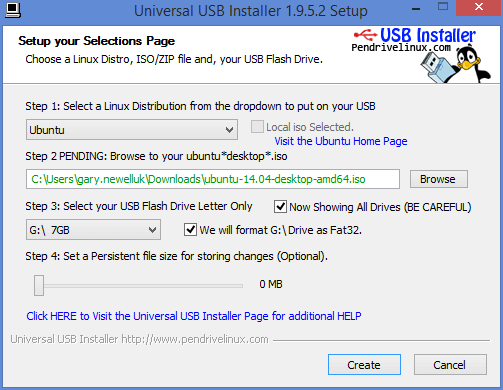 Universal USB Installer 1.9.5.2 Setup
Setup your Selections Page
Choose a Linux Distro, ISO/ZIP file and, your USB Flash Drive.
USB Installer
Pendrivelinux.com
Step 1: Select a Linux Distribution from the dropdown to put on your USB
Ubuntu
Local iso Selected.
Visit the Ubuntu Home Page
Step 2 PENDING: Browse to your ubuntu*desktop*.iso
C:\Users\gary.newelluk\Downloads\ubuntu-14.04-desktop-amd64.iso
Browse
Step 3: Select your USB Flash Drive Letter Only
Now Showing All Drives (BE CAREFUL)
G:\ 7GB
We will format G:\ Drive as Fat32.
Step 4: Set a Persistent file size for storing changes (Optional).
0 MB
Click HERE to Visit the Universal USB Installer Page for additional HELP
Universal USB Installer http://www.pendrivelinux.com
Create
Cancel